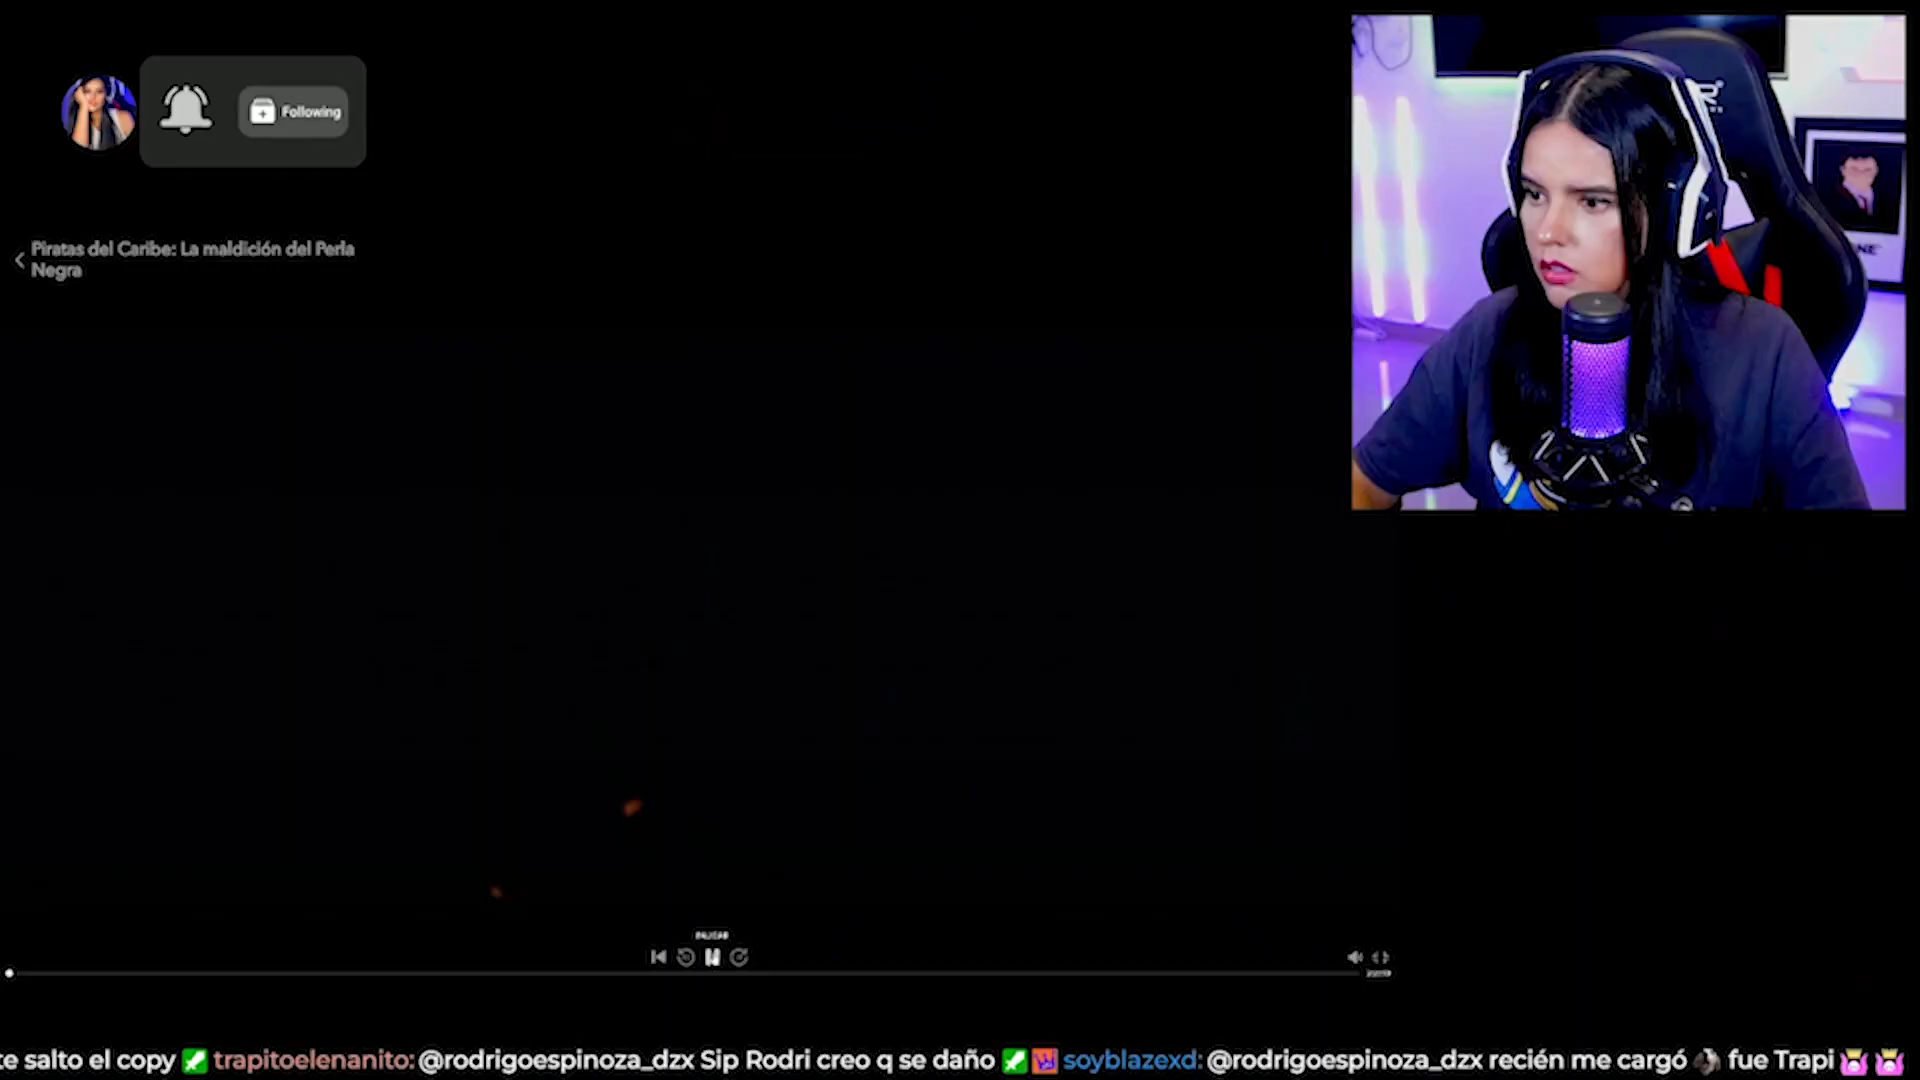 Following
Piratas del Caribe: La maldición del Perla
Negra
te salto el copy trapitoelenanito: @rodrigoespinoza_dzx Sip Rodri creo q se daño soyblazexd: @rodrigoespinoza_dzx recién me cargó fue Trapi